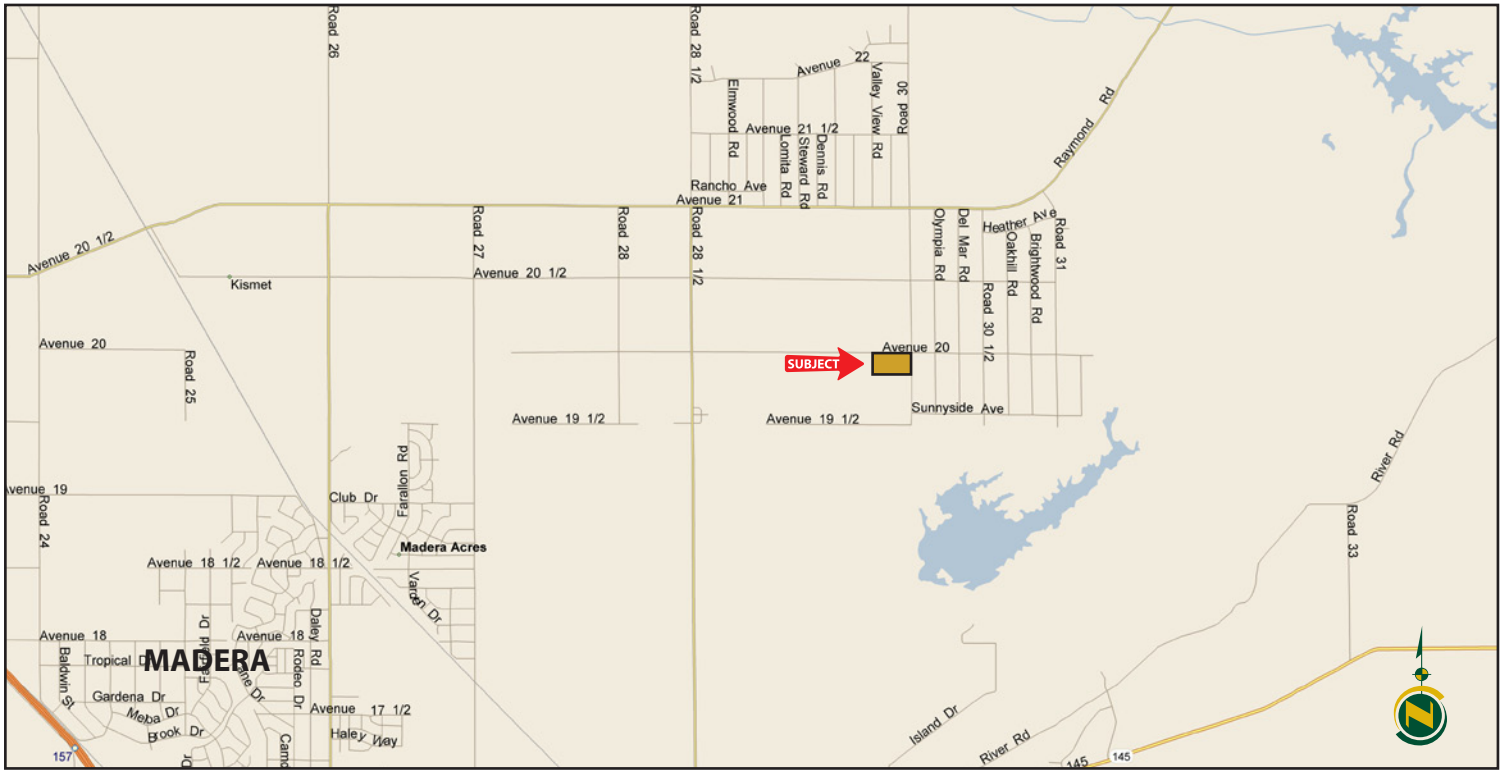 Road 26
Road 28 1/2
Avenue 22
Elmwood Rd
Valley View Rd
Road 30
Raymond Rd
Avenue 21 1/2
Lomita Rd
Steward Rd
Dennis Rd
Rancho Ave
Avenue 21
Road 27
Road 28
Road 28 1/2
Olympia Rd
Del Mar Rd
Heather Ave
Road 31
Oakhill Rd
Brightwood Rd
Avenue 20 1/2
Kismet
Avenue 20 1/2
Road 30 1/2
Avenue 20
Road 25
Avenue 20
SUBJECT
Avenue 19 1/2
Avenue 19 1/2
Sunnyside Ave
River Rd
Farallon Rd
venue 19
Road 24
Club Dr
Road 33
Madera Acres
Avenue 18 1/2
Avenue 18 1/2
Daley Rd
Avenue 18
Avenue 18
Baldwin St
Tropical D
MADERA
Rodeo Dr
Gardena Dr
Avenue 17 1/2
Brook Dr
Haley Way
Island Dr
River Rd
N
157
145
145